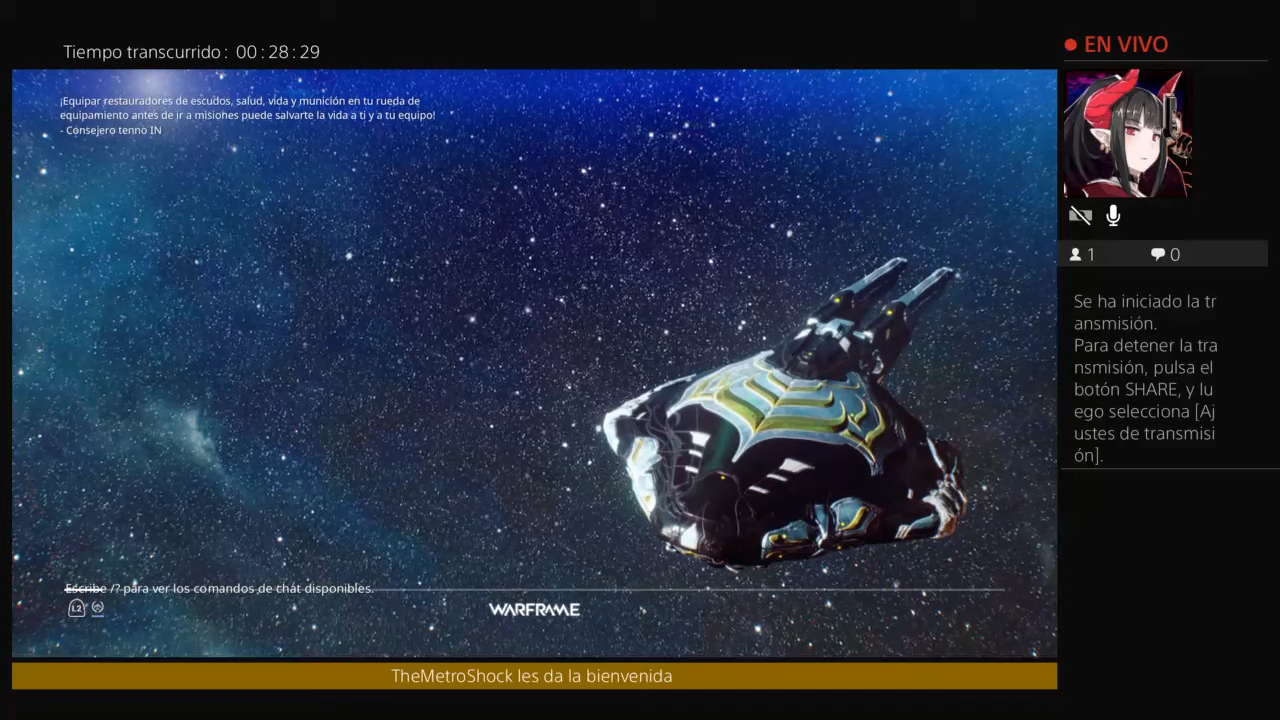 Tiempo transcurrido : 00 : 28 : 29
EN VIVO
¡Equipar restauradores de escudos, salud, vida y munición en tu rueda de
equipamiento antes de ir a misiones puede salvarte la vida a ti y a tu equipo!
- Consejero tenno IN
1
0
Se ha iniciado la tr
ansmisión.
Para detener la tra
nsmisión, pulsa el
botón SHARE, y lu
ego selecciona [Aj
ustes de transmisi
ón].
Escribe /? para ver los comandos de chat disponibles.
L2
WARFRAME
TheMetroShock les da la bienvenida